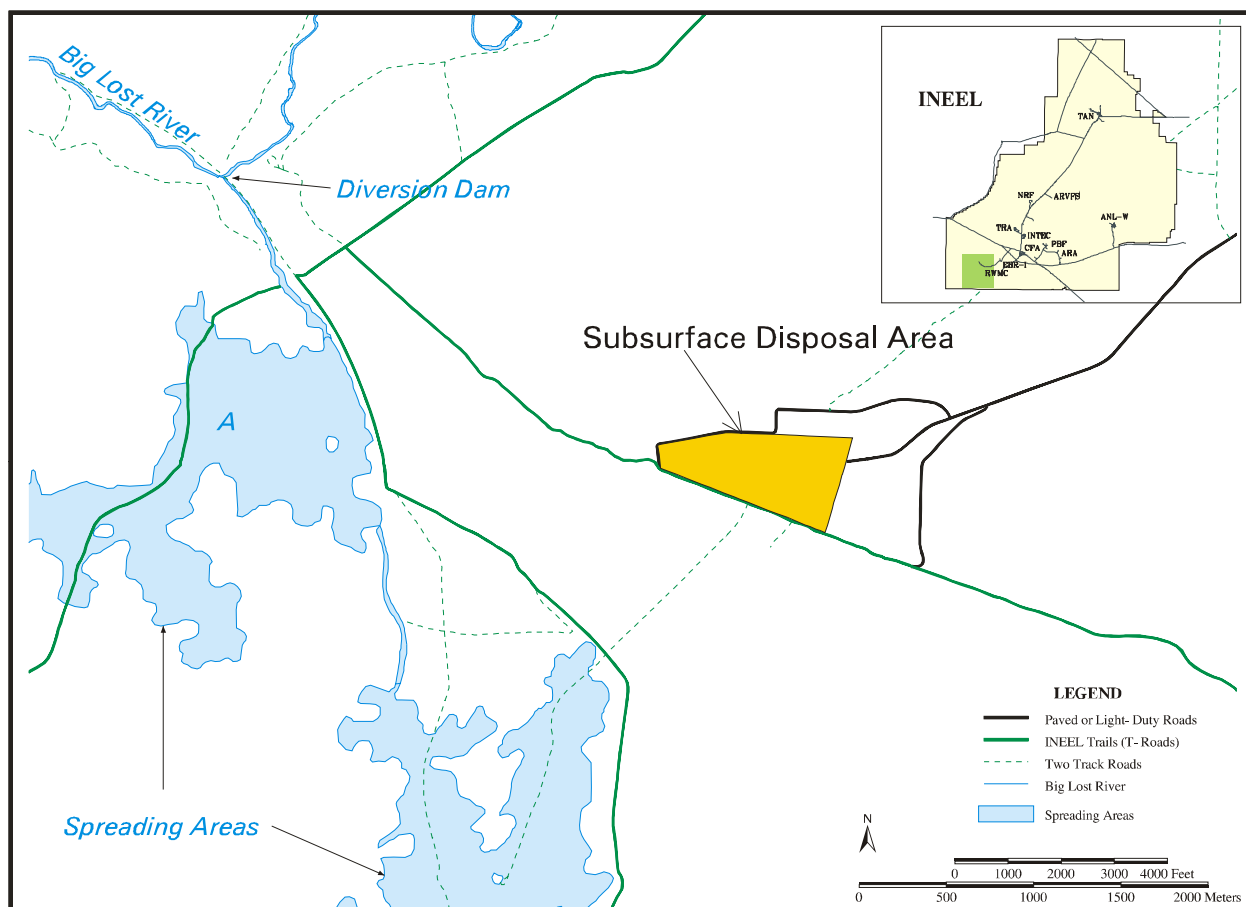 Big Lost River
Diversion Dam
A
Spreading Areas
Subsurface Disposal Area
INEEL
TAN
NRF
ARVFS
ANL-W
TRA
INTEC
CFA
PBF
ARA
EBR-I
RWMC
LEGEND
Paved or Light- Duty Roads
INEEL Trails (T- Roads)
Two Track Roads
Big Lost River
Spreading Areas
N
0 1000 2000 3000 4000 Feet
0 500 1000 1500 2000 Meters